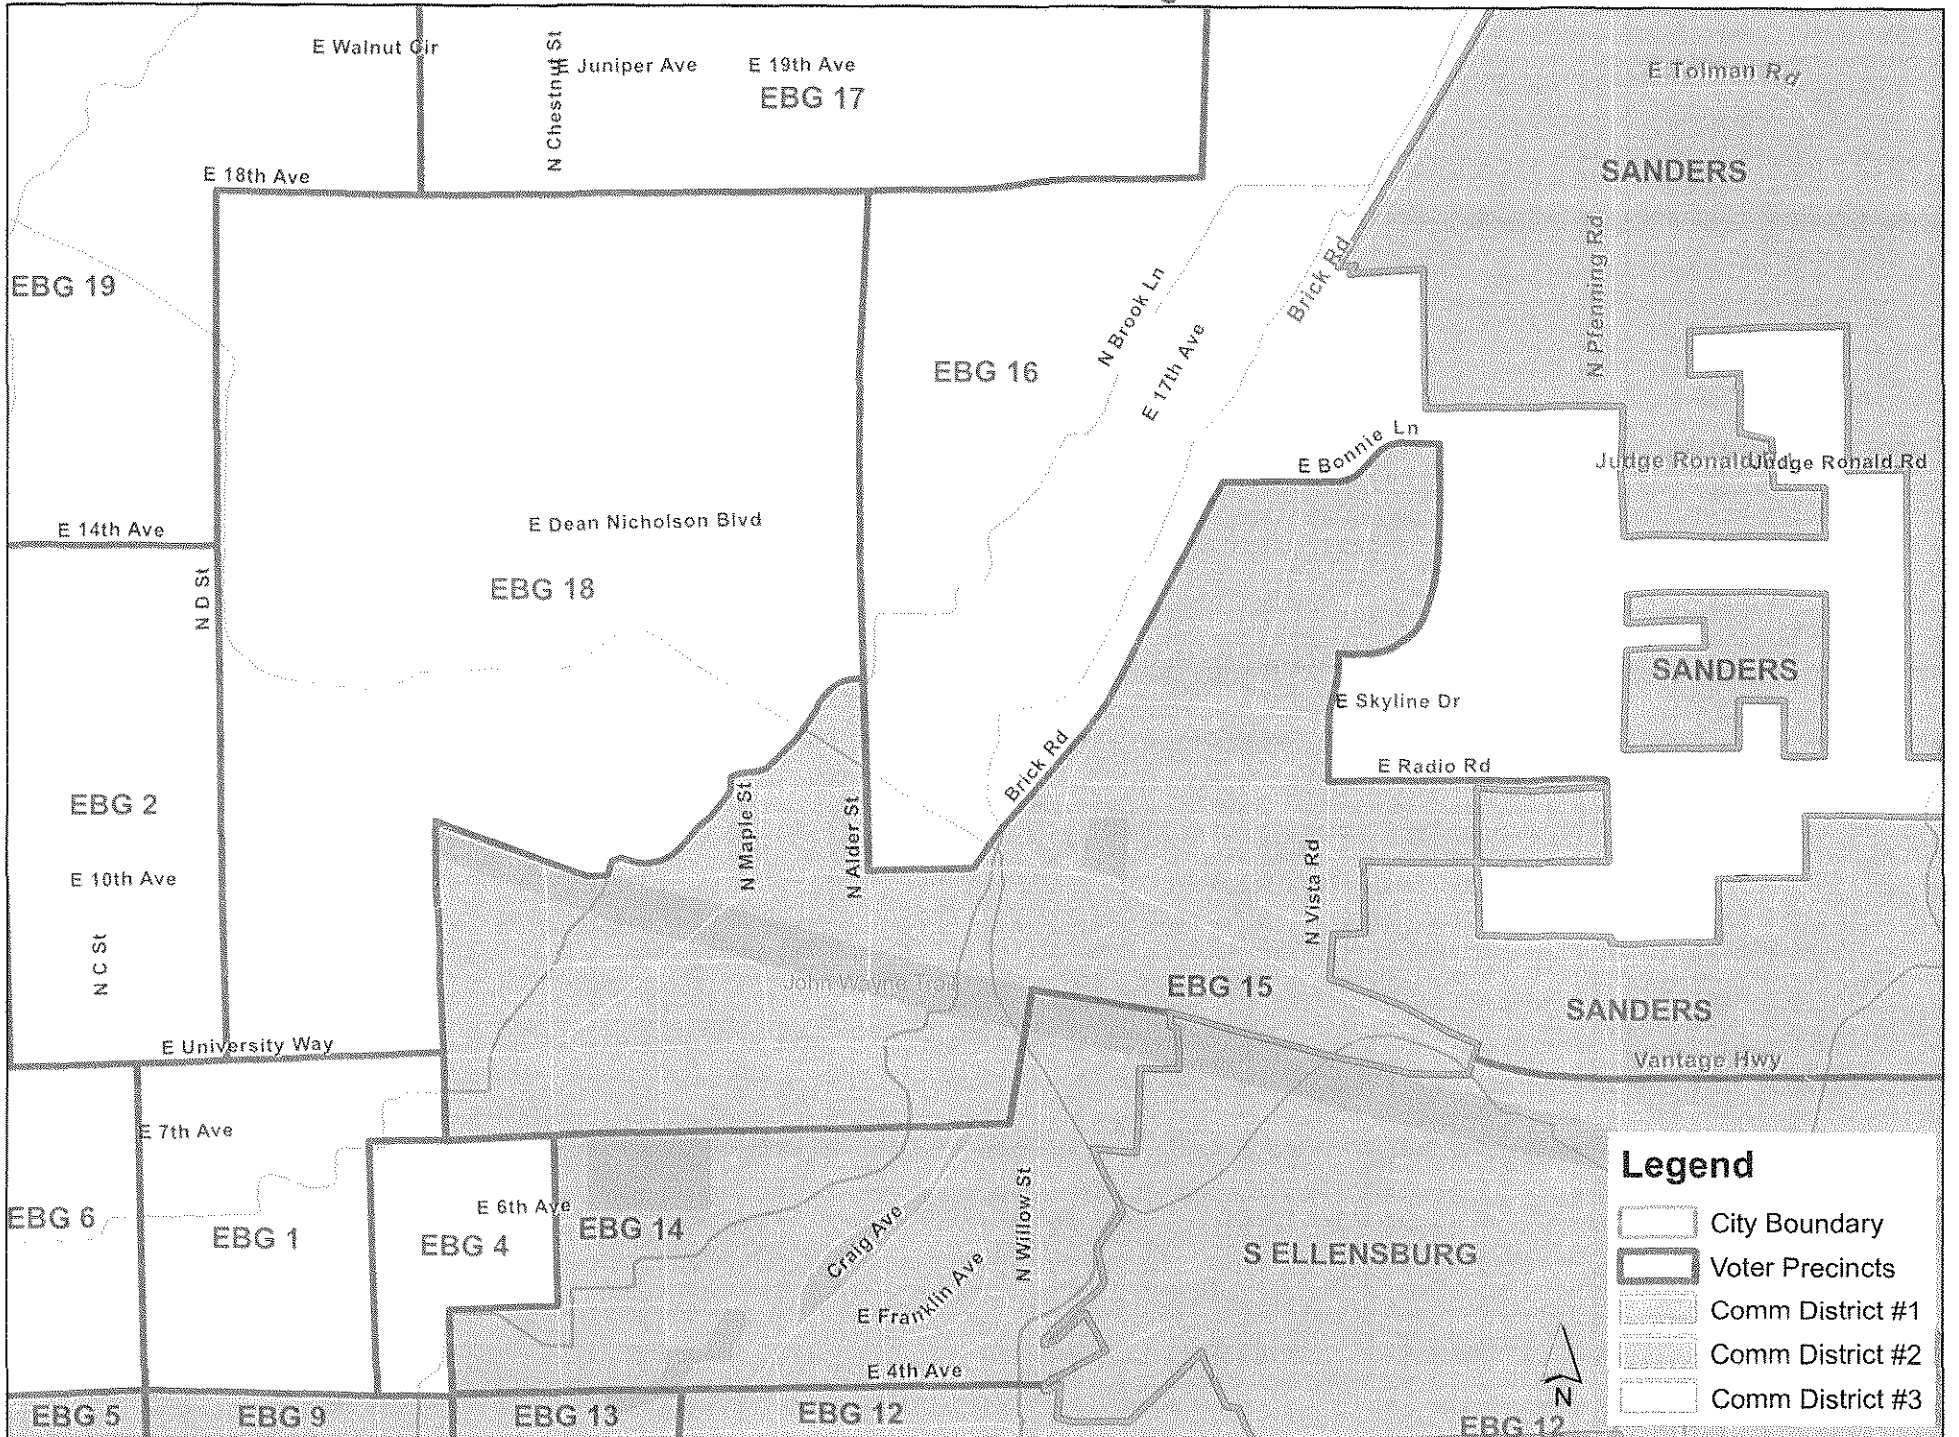 E Walnut Cir
N Chestnut St
E Juniper Ave
E 19th Ave
EBG 17
E Tolman Rd
SANDERS
E 18th Ave
N Pfenning Rd
Brick Rd
EBG 19
N Brook Ln
E 17th Ave
EBG 16
E Bonnie Ln
Judge Ronald Rd
Judge Ronald Rd
E 14th Ave
E Dean Nicholson Blvd
N D St
EBG 18
SANDERS
E Skyline Dr
Brick Rd
E Radio Rd
EBG 2
N Maple St
N Alder St
E 10th Ave
N Vista Rd
N C St
EBG 15
SANDERS
E University Way
Vantage Hwy
E 7th Ave
EBG 6
EBG 1
EBG 4
E 6th Ave
EBG 14
Craig Ave
E Franklin Ave
N Willow St
S ELLENSBURG
E 4th Ave
EBG 5
EBG 9
EBG 13
EBG 12
EBG 12
N
Legend
City Boundary
Voter Precincts
Comm District #1
Comm District #2
Comm District #3